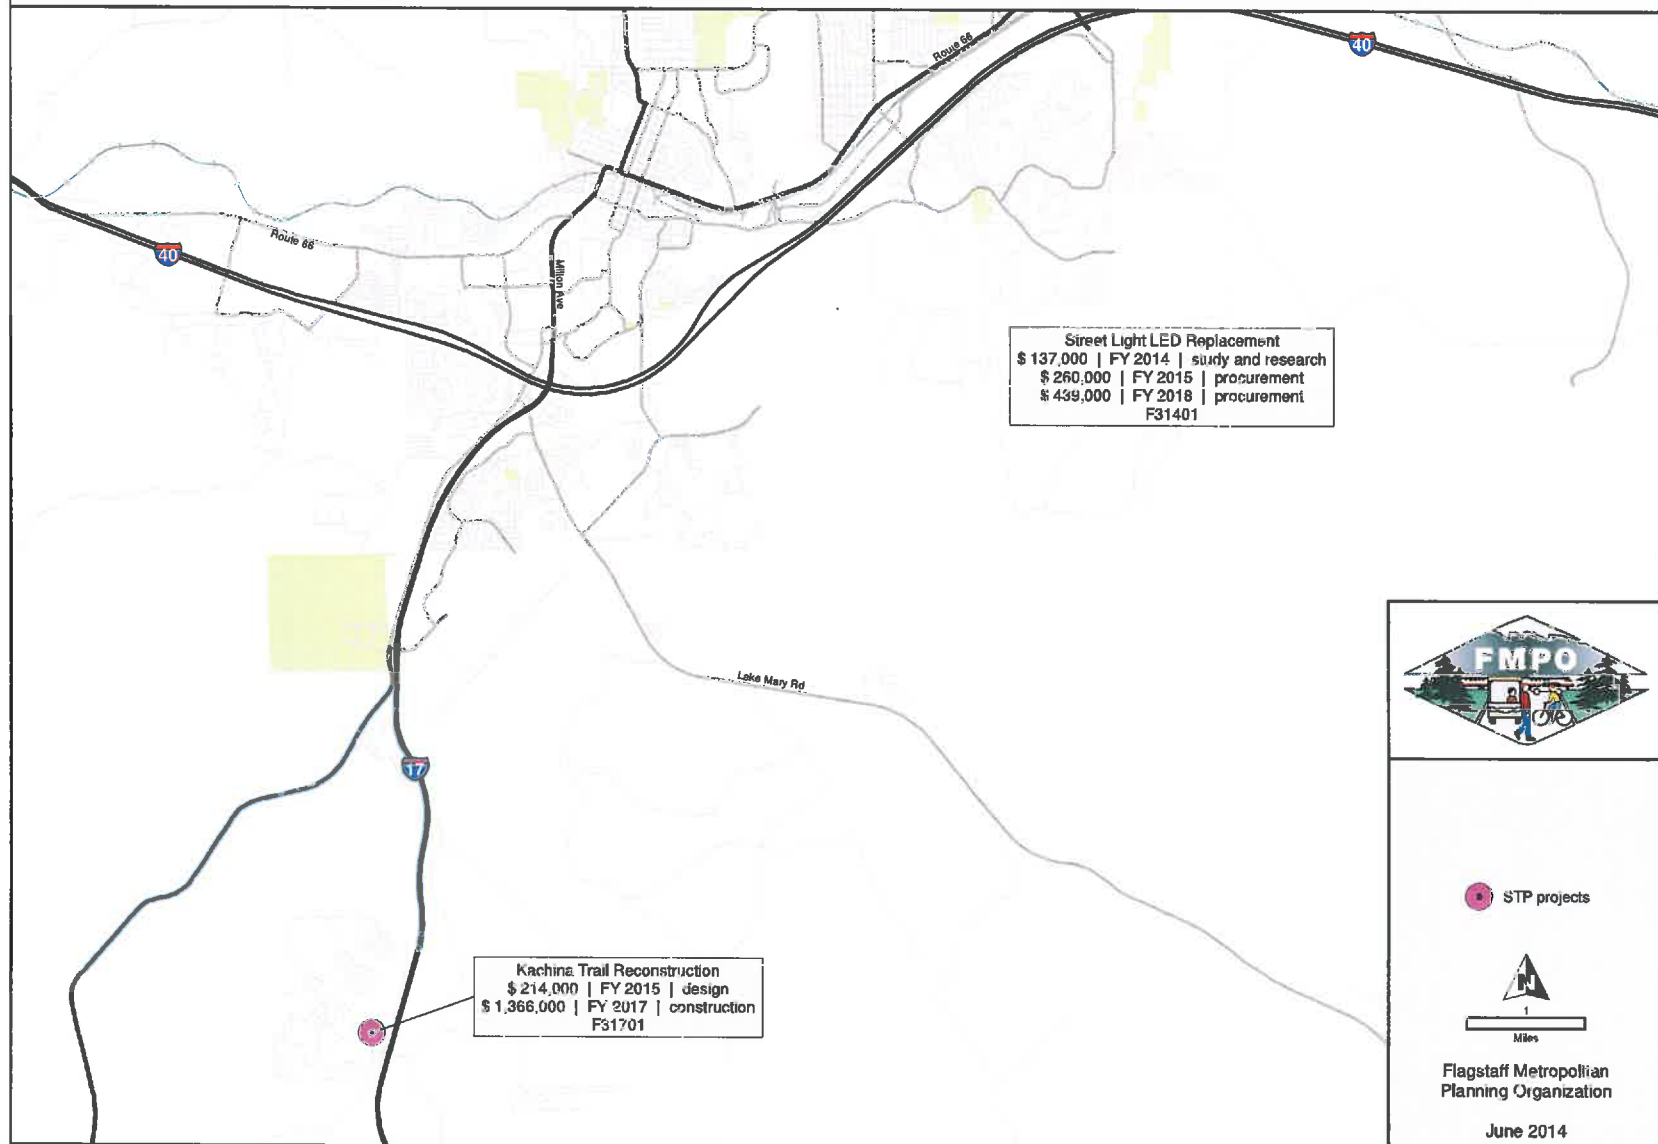 Route 66
40
40
Route 66
Milton Ave
Street Light LED Replacement
$ 137,000 | FY 2014 | study and research
$ 260,000 | FY 2015 | procurement
$ 439,000 | FY 2018 | procurement
F31401
Lake Mary Rd
17
Kachina Trail Reconstruction
$ 214,000 | FY 2015 | design
$ 1,366,000 | FY 2017 | construction
F31701
FMPO
STP projects
N
1
Miles
Flagstaff Metropolitan
Planning Organization
June 2014